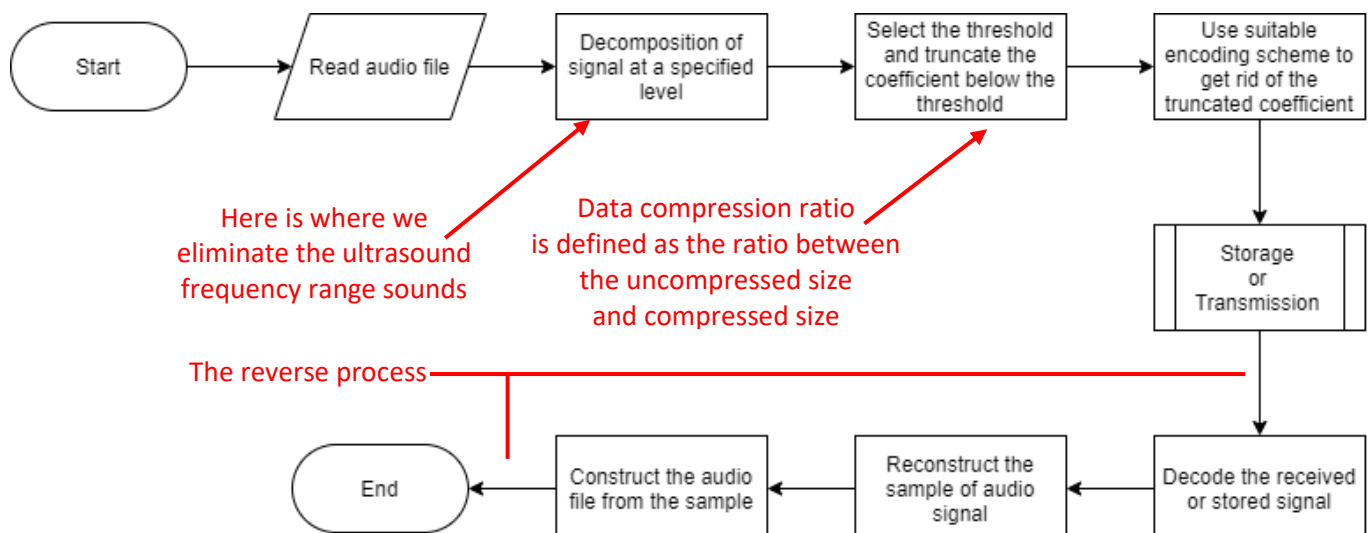 Start
Read audio file
Decomposition of
signal at a specified
level
Select the threshold
and truncate the
coefficient below the
threshold
Use suitable
encoding scheme to
get rid of the
truncated coefficient
Here is where we
eliminate the ultrasound
frequency range sounds
Data compression ratio
is defined as the ratio between
the uncompressed size
and compressed size
Storage
or
Transmission
The reverse process
End
Construct the audio
file from the sample
Reconstruct the
sample of audio
signal
Decode the received
or stored signal